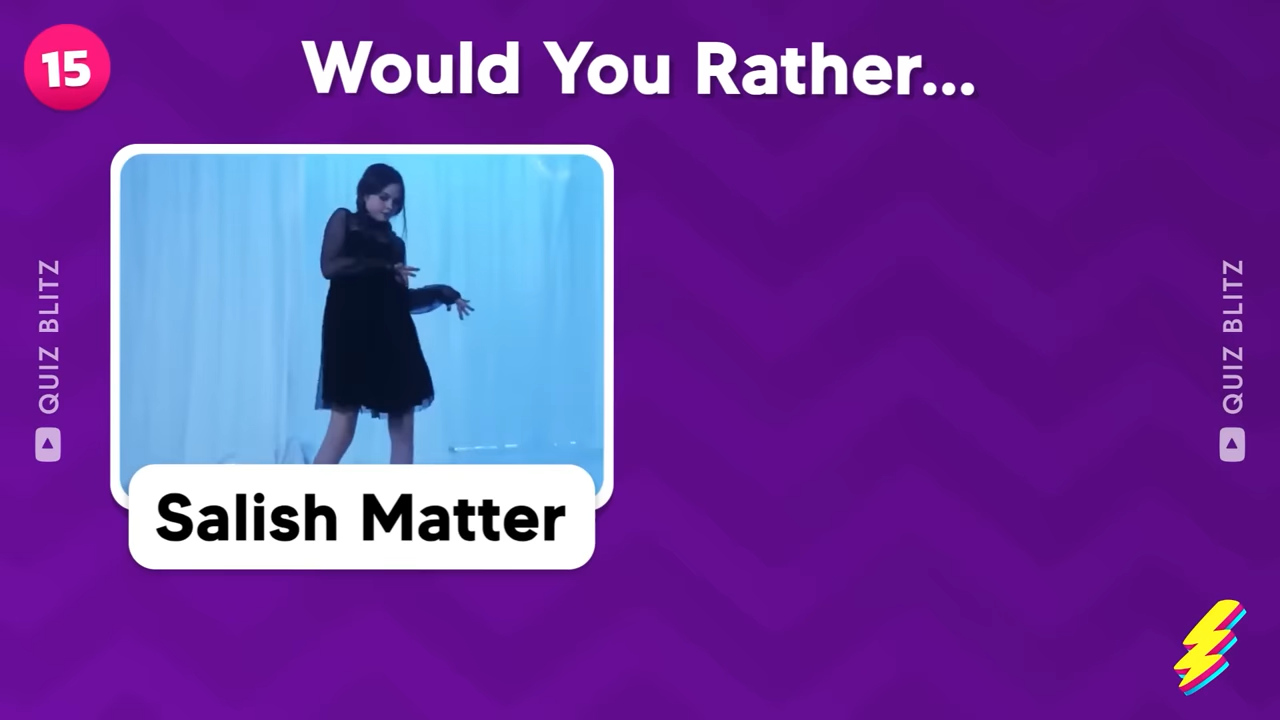 15
Would You Rather...
QUIZ BLITZ
Salish Matter
QUIZ BLITZ